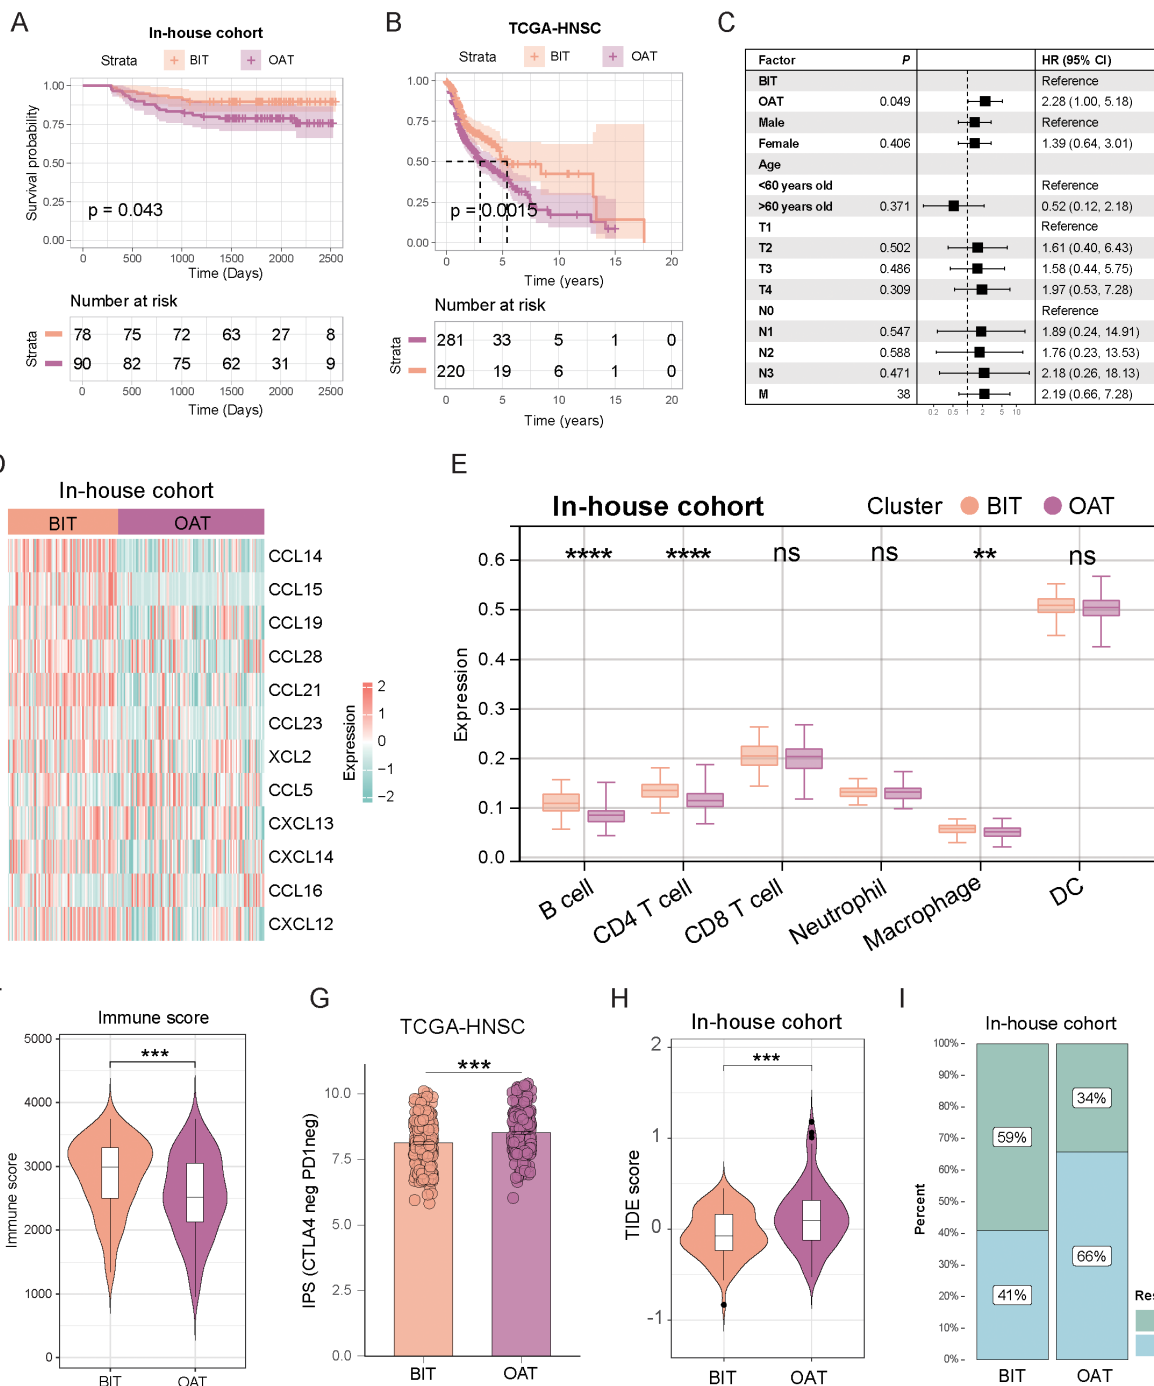 A
In-house cohort
Strata BIT OAT
Survival probability
1.00
0.75
0.50
0.25
0.00
p = 0.043
0 500 1000 1500 2000 2500
Time (Days)
Number at risk
Strata
78 75 72 63 27 8
90 82 75 62 31 9
0 500 1000 1500 2000 2500
Time (Days)
B
TCGA-HNSC
Strata BIT OAT
1.00
0.75
0.50
0.25
0.00
p = 0.0015
0 5 10 15 20
Time (years)
Number at risk
Strata
281 33 5 1 0
220 19 6 1 0
0 5 10 15 20
Time (years)
C
Factor P HR (95% CI)
BIT Reference
OAT 0.049 2.28 (1.00, 5.18)
Male Reference
Female 0.406 1.39 (0.64, 3.01)
Age
<60 years old Reference
>60 years old 0.371 0.52 (0.12, 2.18)
T1 Reference
T2 0.502 1.61 (0.40, 6.43)
T3 0.486 1.58 (0.44, 5.75)
T4 0.309 1.97 (0.53, 7.28)
N0 Reference
N1 0.547 1.89 (0.24, 14.91)
N2 0.588 1.76 (0.23, 13.53)
N3 0.471 2.18 (0.26, 18.13)
M 38 2.19 (0.66, 7.28)
0.2 0.5 1 2 5 10
In-house cohort
BIT OAT
CCL14
CCL15
CCL19
CCL28
CCL21
CCL23
XCL2
CCL5
CXCL13
CXCL14
CCL16
CXCL12
Expression
2
1
0
−1
−2
E
In-house cohort
Cluster BIT OAT
Expression
0.6
0.5
0.4
0.3
0.2
0.1
0.0
**** **** ns ns ** ns
B cell CD4 T cell CD8 T cell Neutrophil Macrophage DC
Immune score
Immune score
5000
4000
3000
2000
1000
0
***
BIT OAT
G
TCGA-HNSC
IPS (CTLA4 neg PD1neg)
10.0
7.5
5.0
2.5
0.0
***
BIT OAT
H
In-house cohort
TIDE score
2
1
0
-1
***
BIT OAT
I
In-house cohort
Percent
100%
90%
80%
70%
60%
50%
40%
30%
20%
10%
0%
59%
41%
34%
66%
BIT OAT